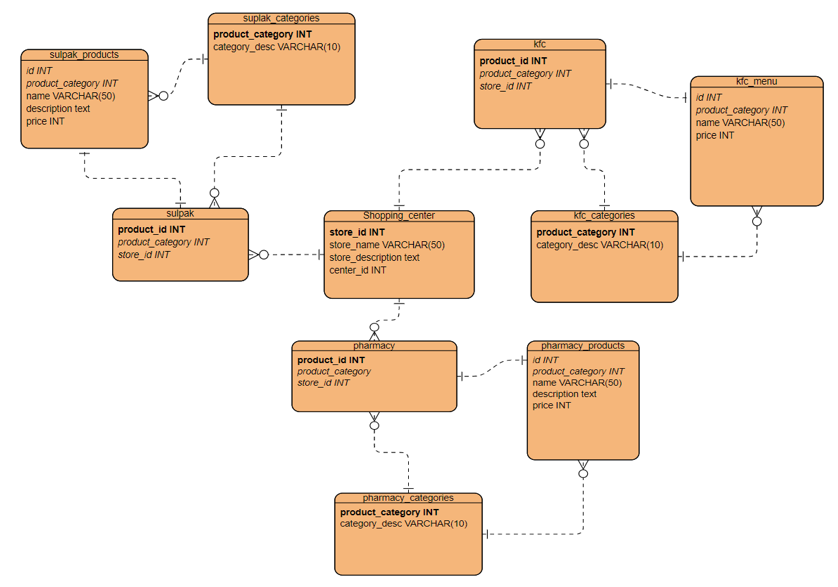 suplak_categories
product_category INT
category_desc VARCHAR(10)
sulpak_products
id INT
product_category INT
name VARCHAR(50)
description text
price INT
kfc
product_id INT
product_category INT
store_id INT
kfc_menu
id INT
product_category INT
name VARCHAR(50)
price INT
sulpak
product_id INT
product_category INT
store_id INT
Shopping_center
store_id INT
store_name VARCHAR(50)
store_description text
center_id INT
kfc_categories
product_category INT
category_desc VARCHAR(10)
pharmacy
product_id INT
product_category
store_id INT
pharmacy_products
id INT
product_category INT
name VARCHAR(50)
description text
price INT
pharmacy_categories
product_category INT
category_desc VARCHAR(10)